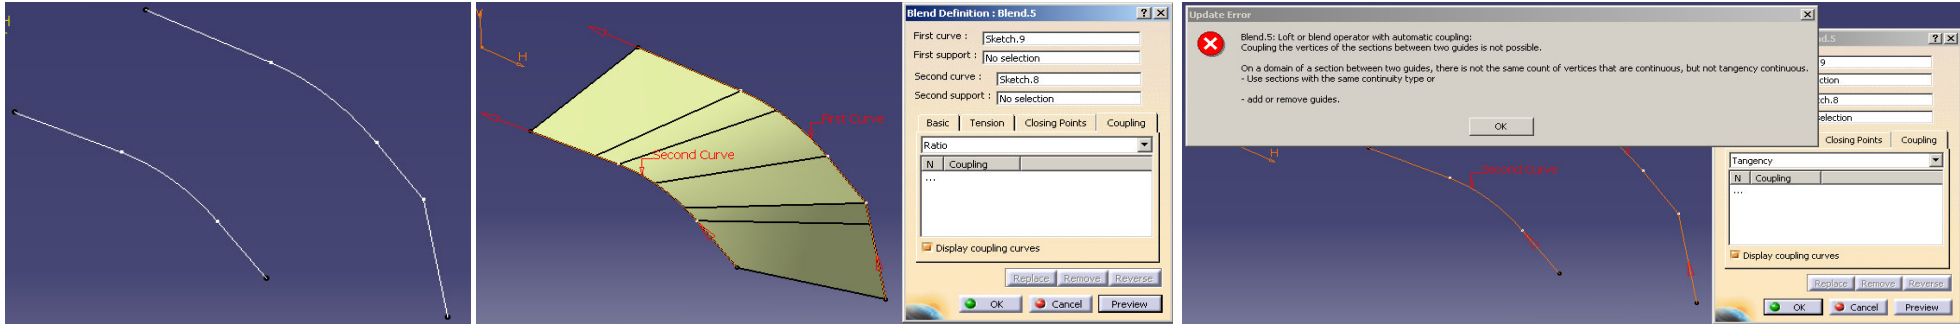 H
V
H
First Curve
Second Curve
Blend Definition : Blend.5
First curve : Sketch.9
First support : No selection
Second curve : Sketch.8
Second support : No selection
Basic Tension Closing Points Coupling
Ratio
N Coupling
...
Display coupling curves
Replace Remove Reverse
OK Cancel Preview
Update Error
Blend.5: Loft or blend operator with automatic coupling:
Coupling the vertices of the sections between two guides is not possible.
On a domain of a section between two guides, there is not the same count of vertices that are continuous, but not tangency continuous.
- Use sections with the same continuity type or
- add or remove guides.
OK
H
Second Curve
d.5
.9
ction
ch.8
selection
Closing Points Coupling
Tangency
N Coupling
...
Display coupling curves
Replace Remove Reverse
OK Cancel Preview